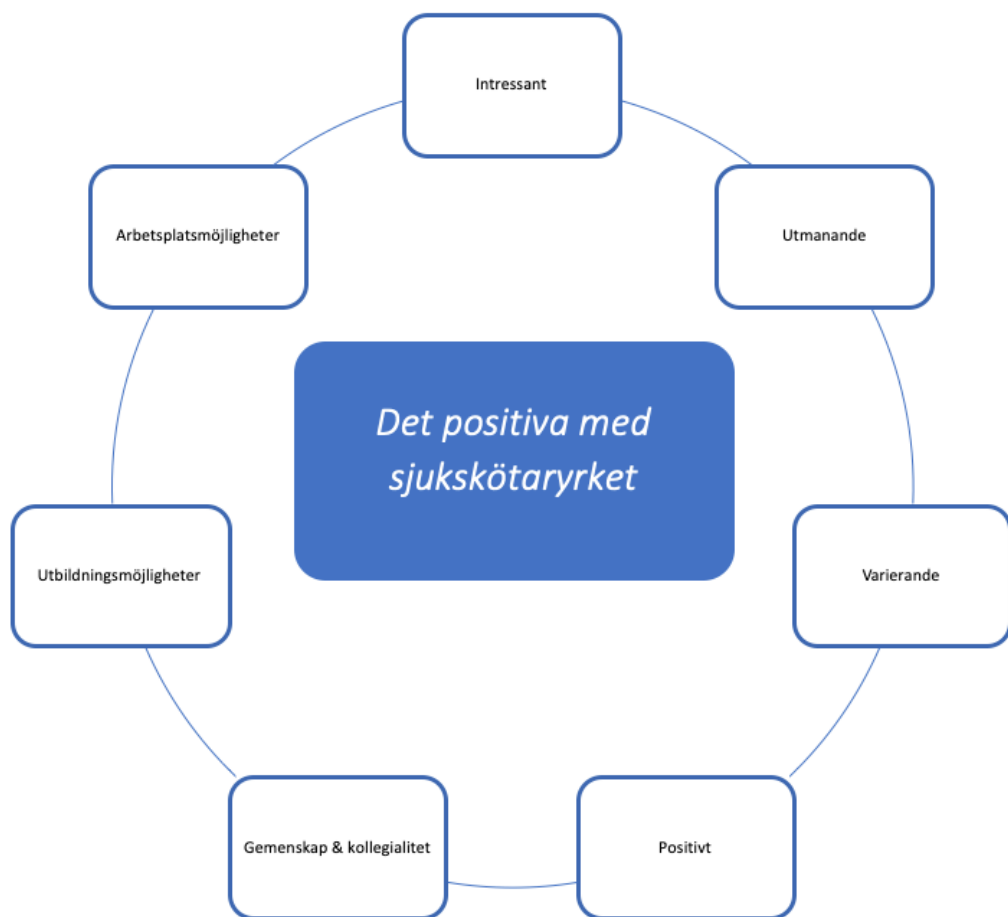 Intressant
Utmanande
Varierande
Positivt
Gemenskap & kollegialitet
Utbildningsmöjligheter
Arbetsplatsmöjligheter
Det positiva med
sjukskötaryrket